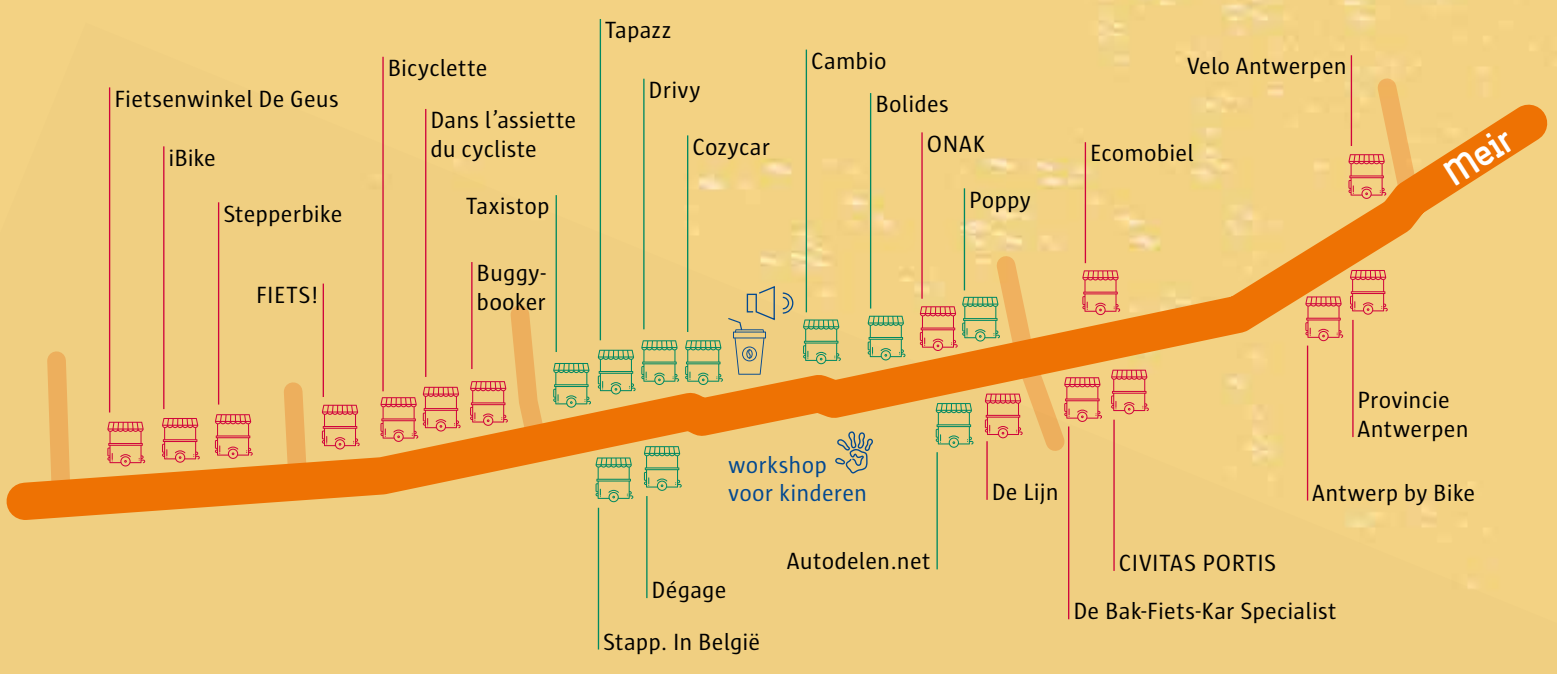 Tapazz
Cambio
Velo Antwerpen
Bicyclette
Fietsenwinkel De Geus
Drivy
Bolides
Dans l'assiette
du cycliste
ONAK
Meir
iBike
Cozycar
Ecomobiel
Stepperbike
Taxistop
Poppy
FIETS!
Buggy-
booker
Provincie
Antwerpen
workshop
voor kinderen
De Lijn
Antwerp by Bike
Autodelen.net
CIVITAS PORTIS
Dégage
De Bak-Fiets-Kar Specialist
Stapp. In België